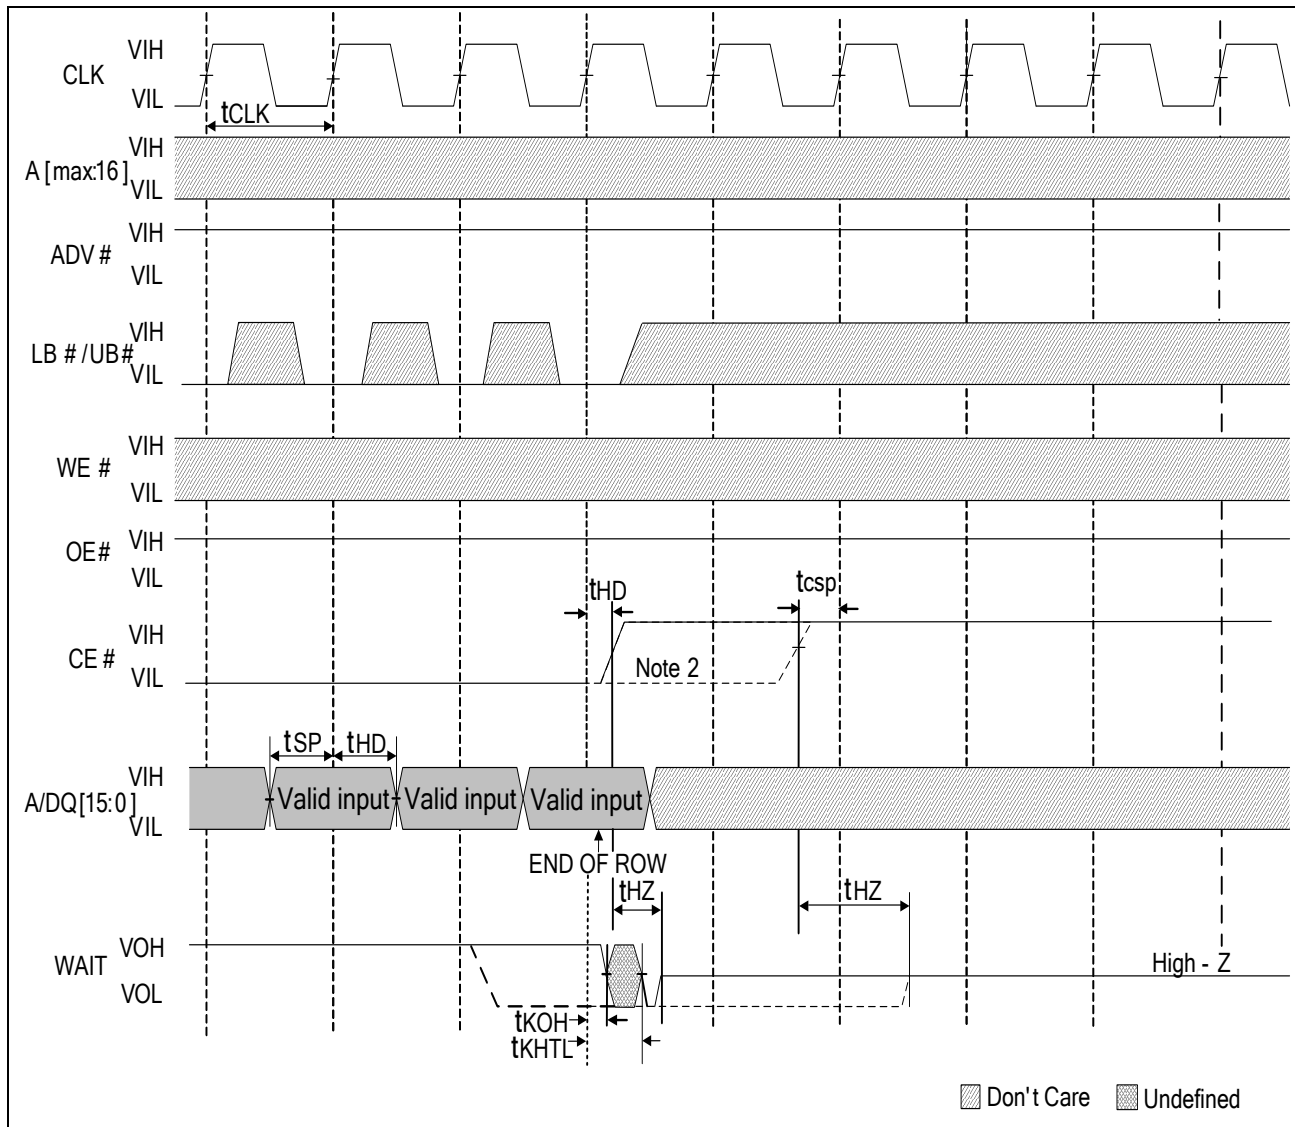 VIH
CLK
VIL
tCLK
VIH
A [max:16]
VIL
VIH
ADV #
VIL
VIH
LB # /UB#
VIL
VIH
WE #
VIL
VIH
OE#
VIL
tHD
tcsp
VIH
CE #
VIL
Note 2
tSP
tHD
VIH
A/DQ[15:0]
VIL
Valid input
Valid input
Valid input
END OF ROW
tHZ
tHZ
VOH
WAIT
VOL
High - Z
tKOH
tKHTL
Don't Care
Undefined